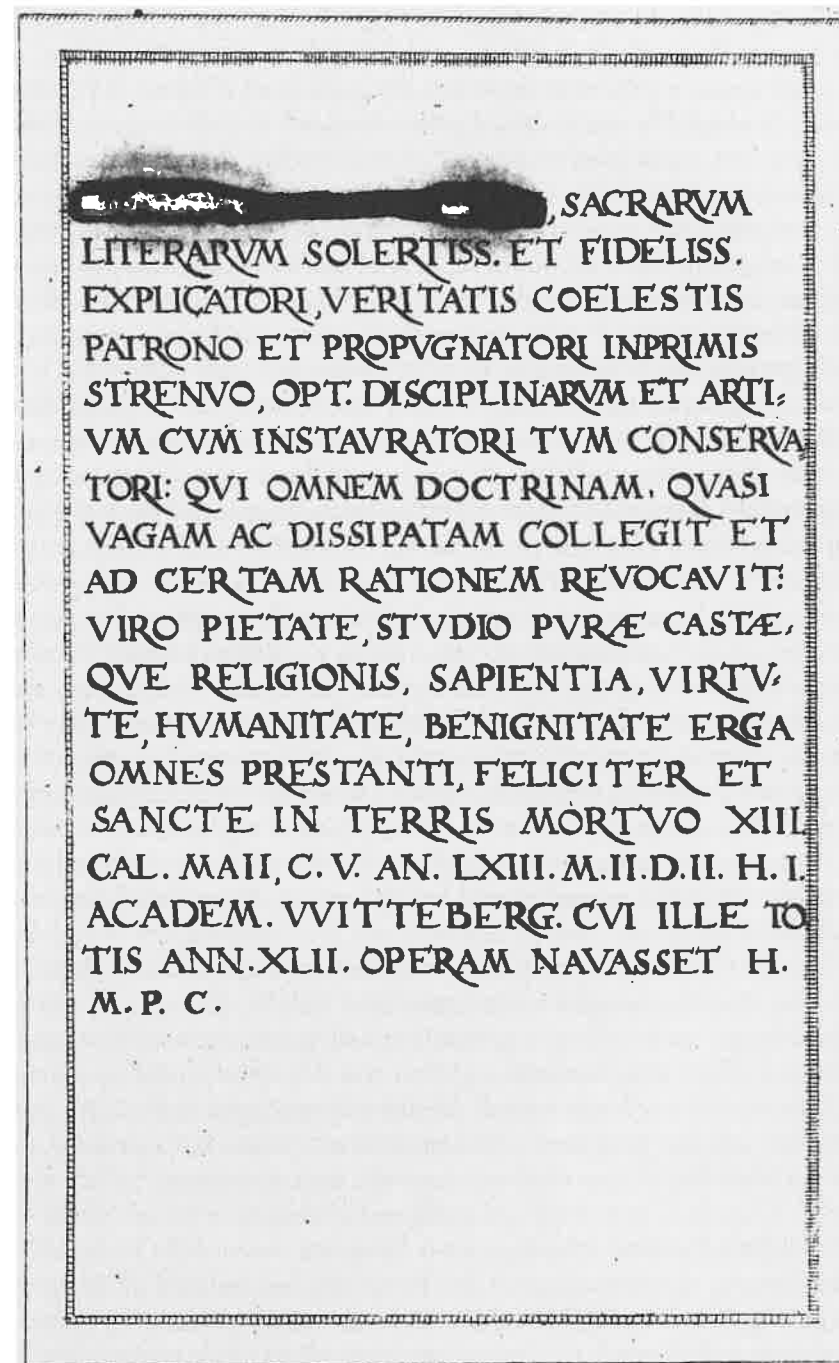 , SACRARVM
LITERARVM SOLERTISS. ET FIDELISS.
EXPLICATORI, VERITATIS COELESTIS
PATRONO ET PROPVGNATORI INPRIMIS
STRENVO, OPT. DISCIPLINARVM ET ARTI⸗
VM CVM INSTAVRATORI TVM CONSERVA
TORI: QVI OMNEM DOCTRINAM, QVASI
VAGAM AC DISSIPATAM COLLEGIT ET
AD CERTAM RATIONEM REVOCAVIT:
VIRO PIETATE, STVDIO PVRÆ CASTÆ⸗
QVE RELIGIONIS, SAPIENTIA, VIRTV⸗
TE, HVMANITATE, BENIGNITATE ERGA
OMNES PRESTANTI, FELICITER ET
SANCTE IN TERRIS MORTVO XIII.
CAL. MAII, C. V. AN. LXIII. M. II. D. II. H. I.
ACADEM. VVITTEBERG. CVI ILLE TO
TIS ANN. XLII. OPERAM NAVASSET H.
M. P. C.